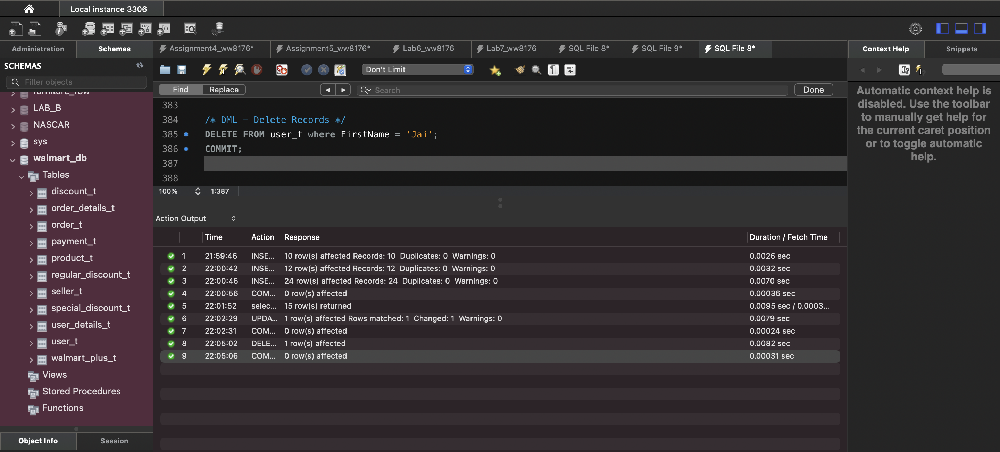 Local instance 3306
Administration
Schemas
Assignment4_ww8176*
Assignment5_ww8176*
Lab6_ww8176
Lab7_ww8176
SQL File 8*
SQL File 9*
SQL File 8*
Context Help
Snippets
SCHEMAS
Filter objects
furniture_row
LAB_B
NASCAR
sys
walmart_db
Tables
discount_t
order_details_t
order_t
payment_t
product_t
regular_discount_t
seller_t
special_discount_t
user_details_t
user_t
walmart_plus_t
Views
Stored Procedures
Functions
Object Info
Session
Don't Limit
Find
Replace
Search
Done
383
384 /* DML - Delete Records */
385 DELETE FROM user_t where FirstName = 'Jai';
386 COMMIT;
387
388
100% 1:387
Action Output
Time Action Response Duration / Fetch Time
1 21:59:46 INSE... 10 row(s) affected Records: 10 Duplicates: 0 Warnings: 0 0.0026 sec
2 22:00:42 INSE... 12 row(s) affected Records: 12 Duplicates: 0 Warnings: 0 0.0032 sec
3 22:00:46 INSE... 24 row(s) affected Records: 24 Duplicates: 0 Warnings: 0 0.0070 sec
4 22:00:56 COM... 0 row(s) affected 0.00036 sec
5 22:01:52 selec... 15 row(s) returned 0.0095 sec / 0.0003...
6 22:02:29 UPDA... 1 row(s) affected Rows matched: 1 Changed: 1 Warnings: 0 0.0079 sec
7 22:02:31 COM... 0 row(s) affected 0.00024 sec
8 22:05:02 DELE... 1 row(s) affected 0.0082 sec
9 22:05:06 COM... 0 row(s) affected 0.00031 sec
Automatic context help is
disabled. Use the toolbar
to manually get help for
the current caret position
or to toggle automatic
help.